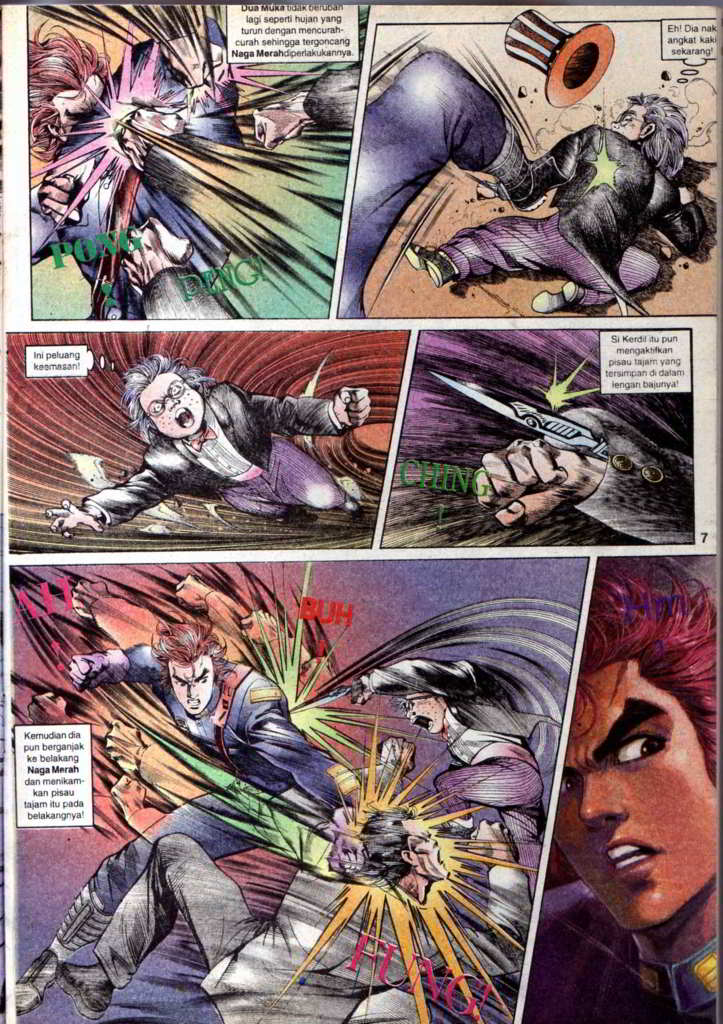 Dua Muka tidak berubah
lagi seperti hujan yang
turun dengan mencurah-
curah sehingga tergoncang
Naga Merah diperlakukannya.
PONG
!
DENG!
Eh! Dia nak
angkat kaki
sekarang!
Ini peluang
keemasan!
Si Kerdil itu pun
mengaktifkan
pisau tajam yang
tersimpan di dalam
lengan bajunya!
CHING
!
7
AH
!
BUH
!
Kemudian dia
pun berganjak
ke belakang
Naga Merah
dan menikam-
kan pisau
tajam itu pada
belakangnya!
PUNG!